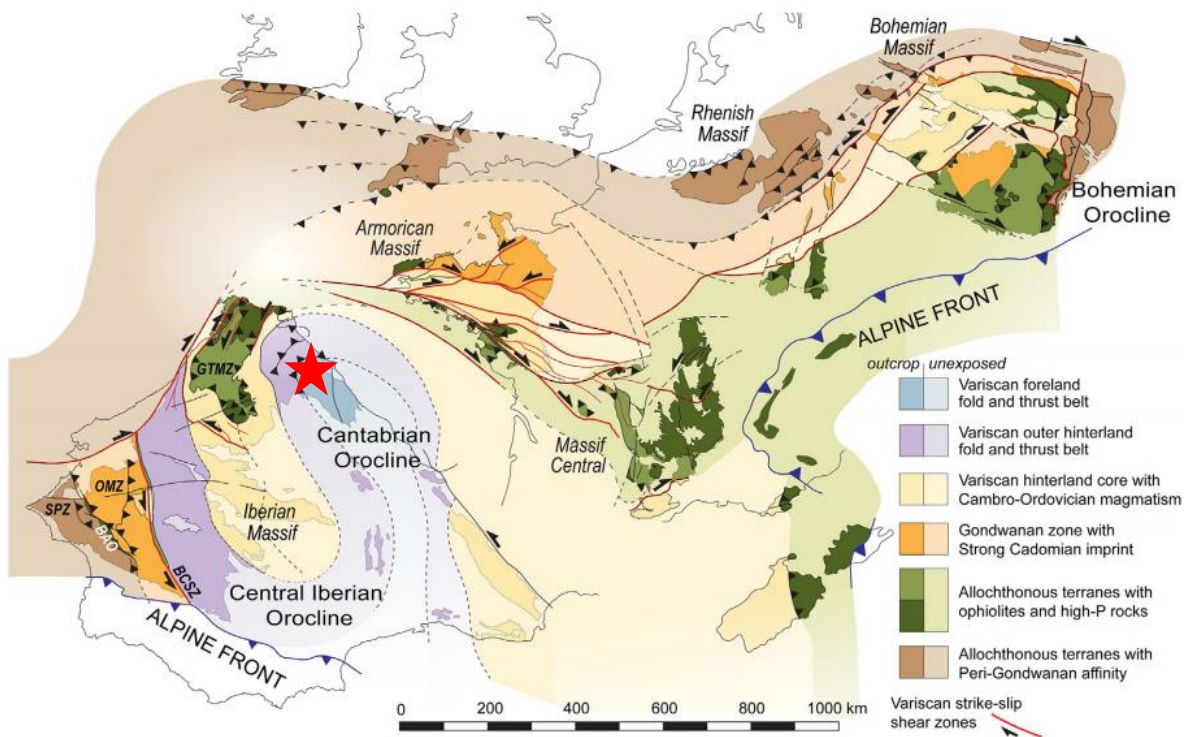 Bohemian
Massif
Rhenish
Massif
Bohemian
Orocline
Armorican
Massif
ALPINE FRONT
GTMZ
Cantabrian
Orocline
Massif
Central
OMZ
SPZ
BAO
Iberian
Massif
BCSZ
Central Iberian
Orocline
ALPINE FRONT
outcrop unexposed
Variscan foreland
fold and thrust belt
Variscan outer hinterland
fold and thrust belt
Variscan hinterland core with
Cambro-Ordovician magmatism
Gondwanan zone with
Strong Cadomian imprint
Allochthonous terranes with
ophiolites and high-P rocks
Allochthonous terranes with
Peri-Gondwanan affinity
Variscan strike-slip
shear zones
0 200 400 600 800 1000 km